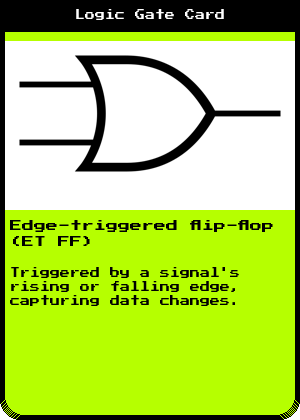 Logic Gate Card
Edge-triggered flip-flop
(ET FF)
Triggered by a signal's
rising or falling edge,
capturing data changes.